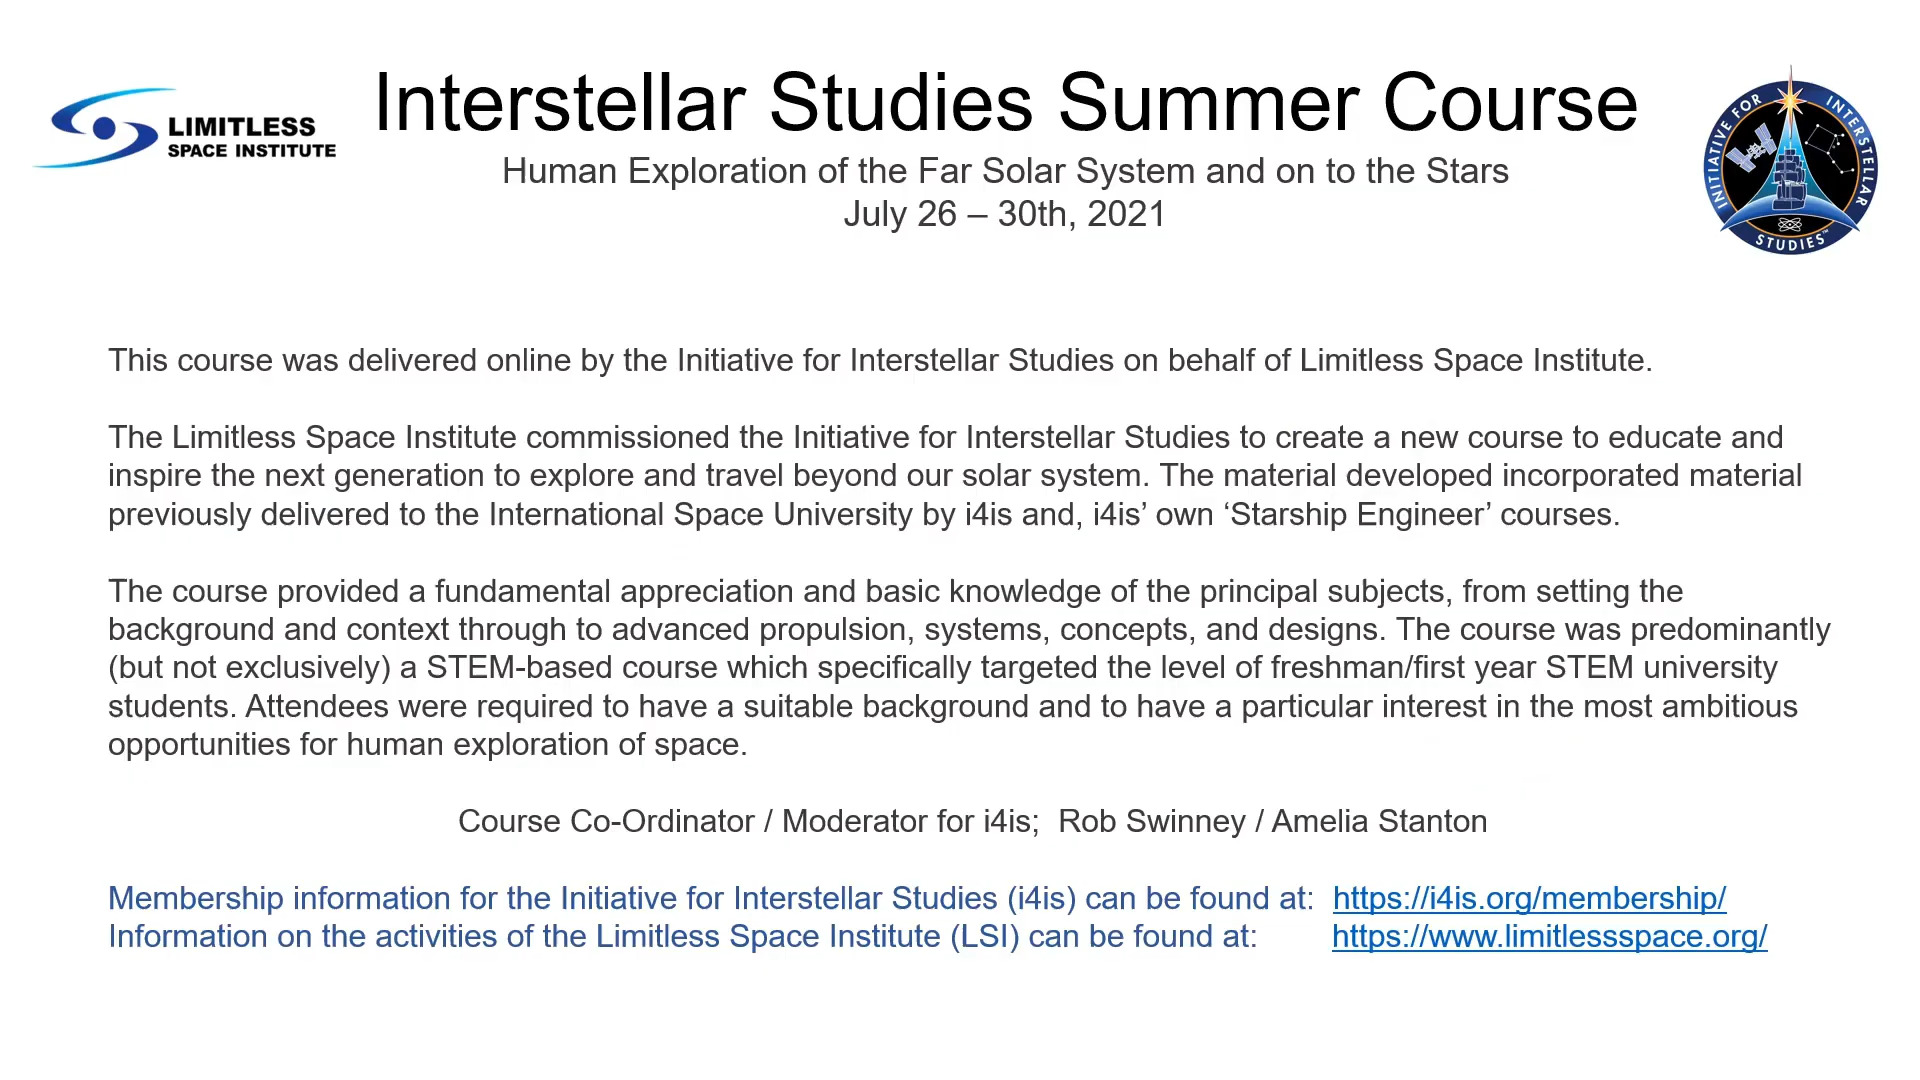 LIMITLESS
SPACE INSTITUTE
Interstellar Studies Summer Course
Human Exploration of the Far Solar System and on to the Stars
July 26 – 30th, 2021
INITIATIVE FOR INTERSTELLAR STUDIES™
This course was delivered online by the Initiative for Interstellar Studies on behalf of Limitless Space Institute.
The Limitless Space Institute commissioned the Initiative for Interstellar Studies to create a new course to educate and
inspire the next generation to explore and travel beyond our solar system. The material developed incorporated material
previously delivered to the International Space University by i4is and, i4is’ own ‘Starship Engineer’ courses.
The course provided a fundamental appreciation and basic knowledge of the principal subjects, from setting the
background and context through to advanced propulsion, systems, concepts, and designs. The course was predominantly
(but not exclusively) a STEM-based course which specifically targeted the level of freshman/first year STEM university
students. Attendees were required to have a suitable background and to have a particular interest in the most ambitious
opportunities for human exploration of space.
Course Co-Ordinator / Moderator for i4is;  Rob Swinney / Amelia Stanton
Membership information for the Initiative for Interstellar Studies (i4is) can be found at:  https://i4is.org/membership/
Information on the activities of the Limitless Space Institute (LSI) can be found at:  https://www.limitlessspace.org/